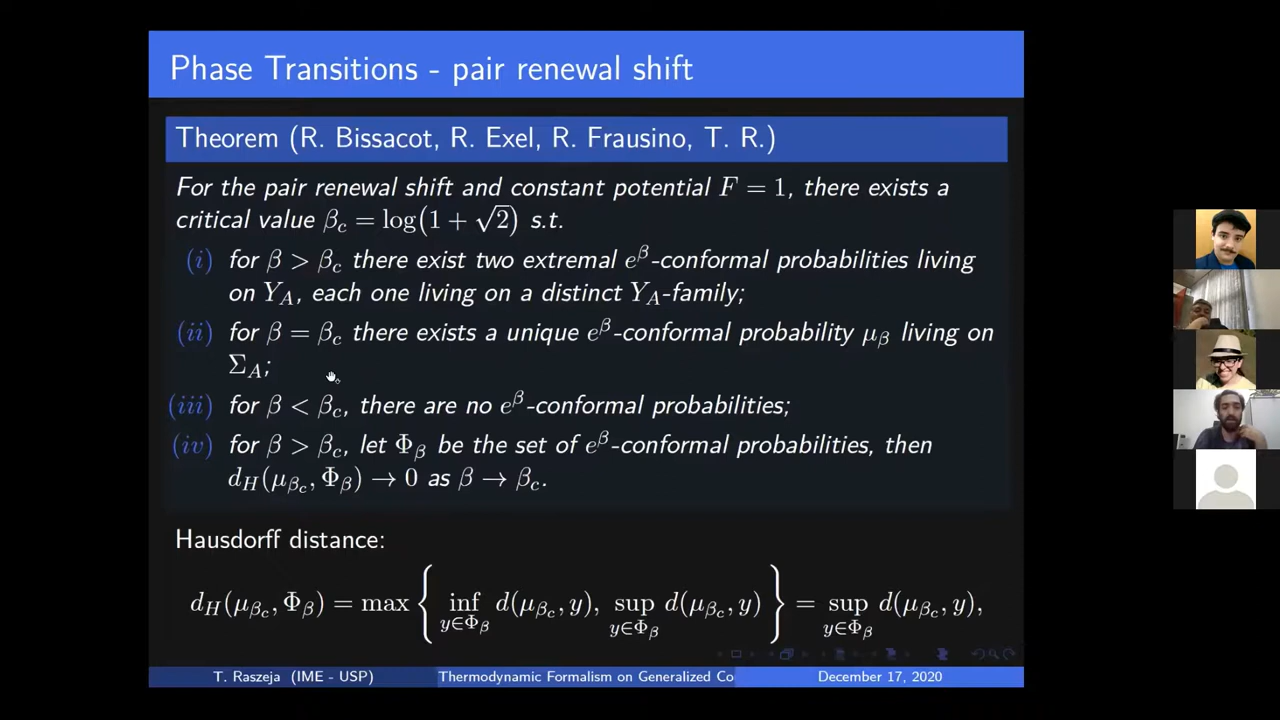 Phase Transitions - pair renewal shift
Theorem (R. Bissacot, R. Exel, R. Frausino, T. R.)
For the pair renewal shift and constant potential F = 1, there exists a
critical value β_c = log(1 + √2) s.t.
(i) for β > β_c there exist two extremal e^β-conformal probabilities living
on Y_A, each one living on a distinct Y_A-family;
(ii) for β = β_c there exists a unique e^β-conformal probability μ_β living on
Σ_A;
(iii) for β < β_c, there are no e^β-conformal probabilities;
(iv) for β > β_c, let Φ_β be the set of e^β-conformal probabilities, then
d_H(μ_{β_c}, Φ_β) → 0 as β → β_c.
Hausdorff distance:
d_H(μ_{β_c}, Φ_β) = max { inf_{y∈Φ_β} d(μ_{β_c}, y), sup_{y∈Φ_β} d(μ_{β_c}, y) } = sup_{y∈Φ_β} d(μ_{β_c}, y),
T. Raszeja (IME - USP) Thermodynamic Formalism on Generalized Co December 17, 2020